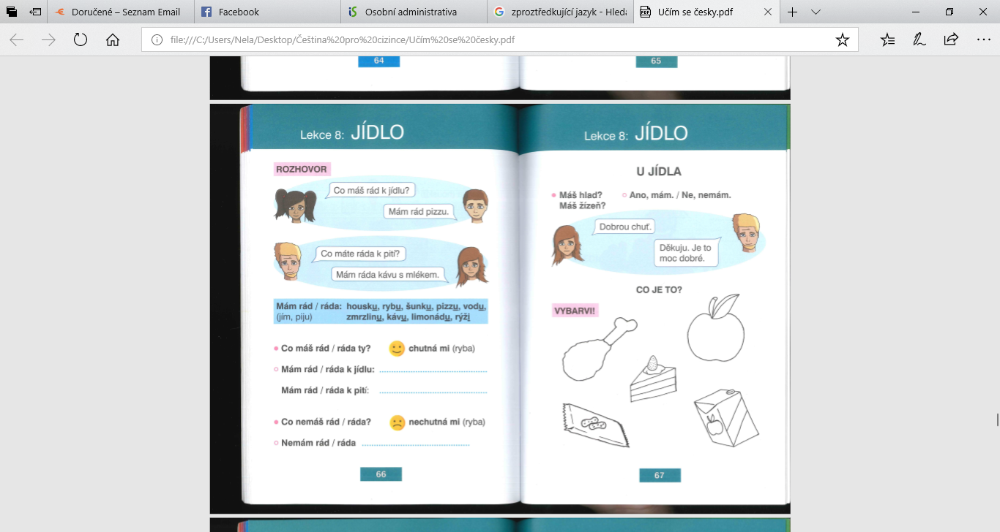 Doručené – Seznam Email
Facebook
Osobní administrativa
zproztředkující jazyk - Hled
Učím se česky.pdf
file:///C:/Users/Nela/Desktop/Čeština%20pro%20cizince/Učím%20se%20česky.pdf
64
65
Lekce 8: JÍDLO
ROZHOVOR
Co máš rád k jídlu?
Mám rád pizzu.
Co máte ráda k pití?
Mám ráda kávu s mlékem.
Mám rád / ráda: housku, rybu, šunku, pizzu, vodu,
(jím, piju) zmrzlinu, kávu, limonádu, rýži
Co máš rád / ráda ty? chutná mi (ryba)
Mám rád / ráda k jídlu:
Mám rád / ráda k pití:
Co nemáš rád / ráda? nechutná mi (ryba)
Nemám rád / ráda
66
Lekce 8: JÍDLO
U JÍDLA
Máš hlad? Ano, mám. / Ne, nemám.
Máš žízeň?
Dobrou chuť.
Děkuju. Je to
moc dobré.
CO JE TO?
VYBARVI!
67